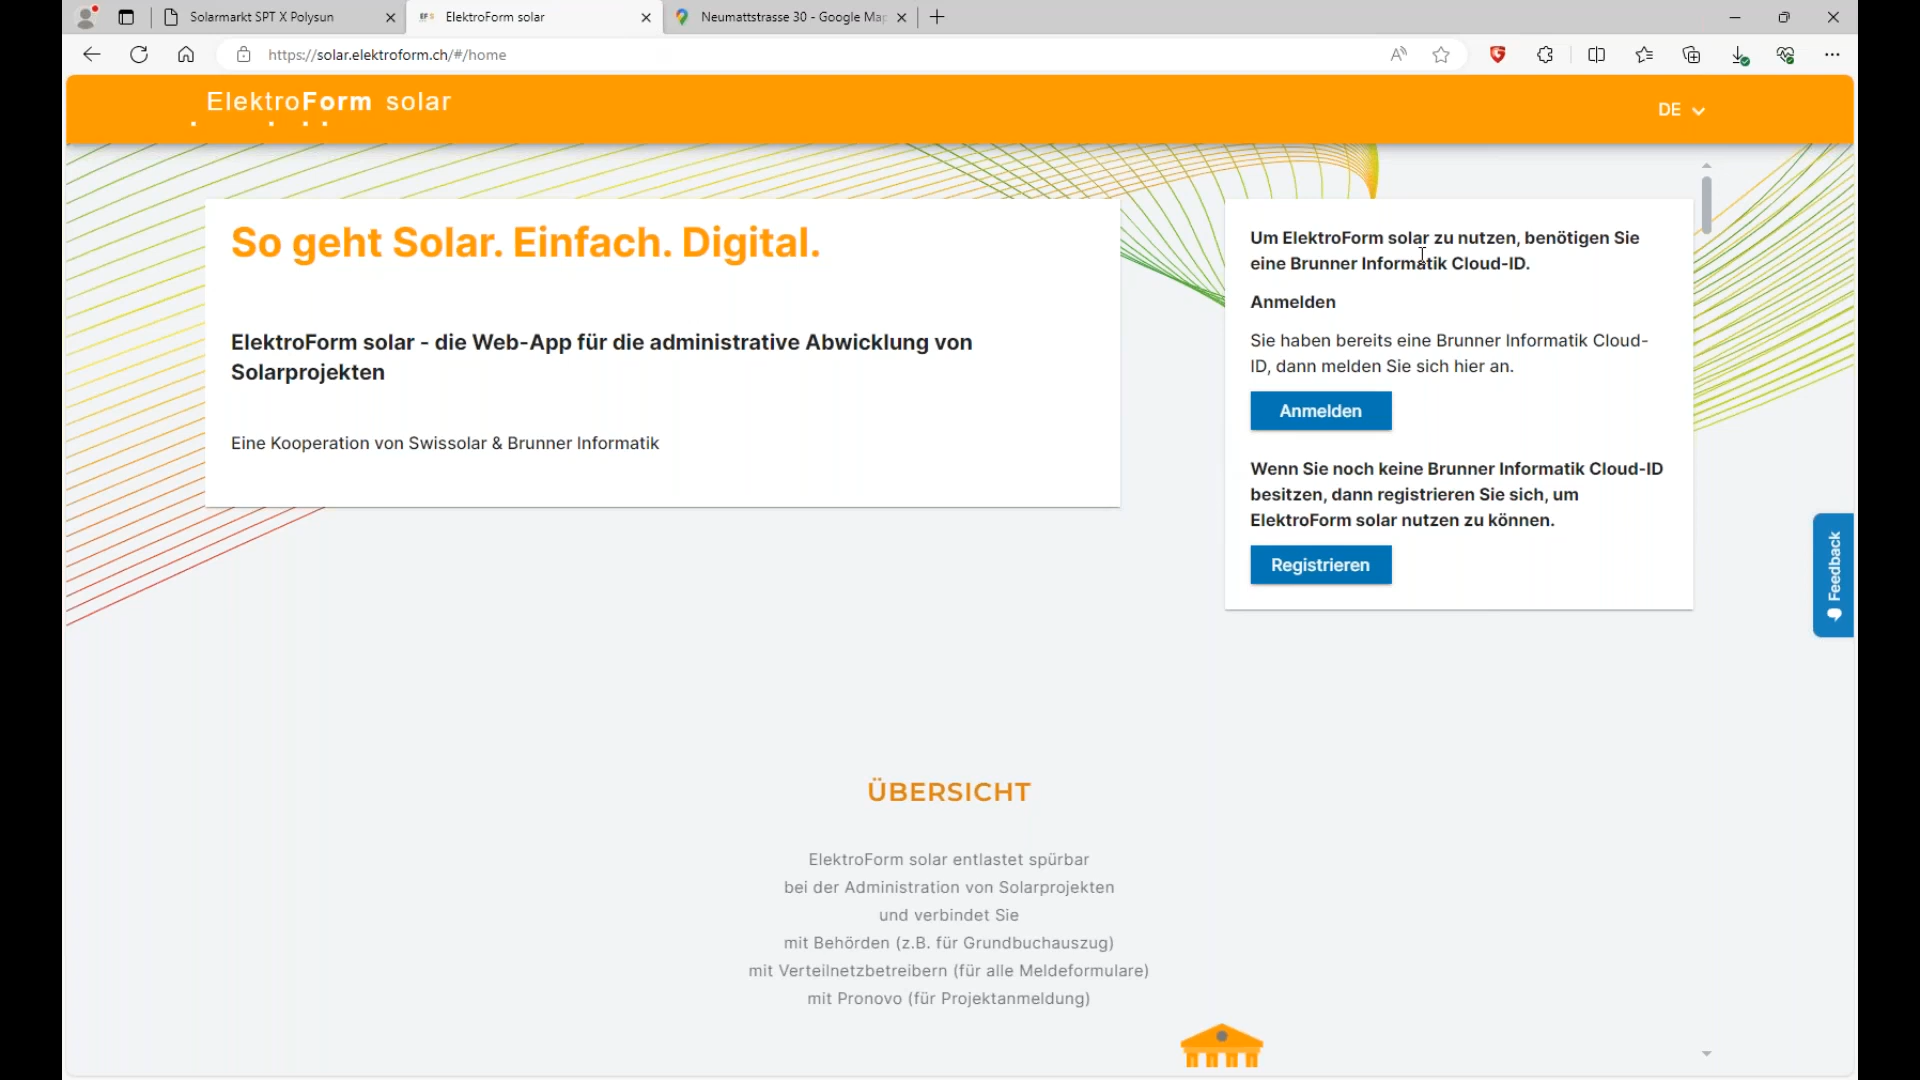 Solarmarkt SPT X Polysun
ElektroForm solar
Neumattstrasse 30 - Google Ma
https://solar.elektroform.ch/#/home
ElektroForm solar
DE
So geht Solar. Einfach. Digital.
ElektroForm solar - die Web-App für die administrative Abwicklung von
Solarprojekten
Eine Kooperation von Swissolar & Brunner Informatik
Um ElektroForm solar zu nutzen, benötigen Sie
eine Brunner Informatik Cloud-ID.
Anmelden
Sie haben bereits eine Brunner Informatik Cloud-
ID, dann melden Sie sich hier an.
Anmelden
Wenn Sie noch keine Brunner Informatik Cloud-ID
besitzen, dann registrieren Sie sich, um
ElektroForm solar nutzen zu können.
Registrieren
Feedback
ÜBERSICHT
ElektroForm solar entlastet spürbar
bei der Administration von Solarprojekten
und verbindet Sie
mit Behörden (z.B. für Grundbuchauszug)
mit Verteilnetzbetreibern (für alle Meldeformulare)
mit Pronovo (für Projektanmeldung)